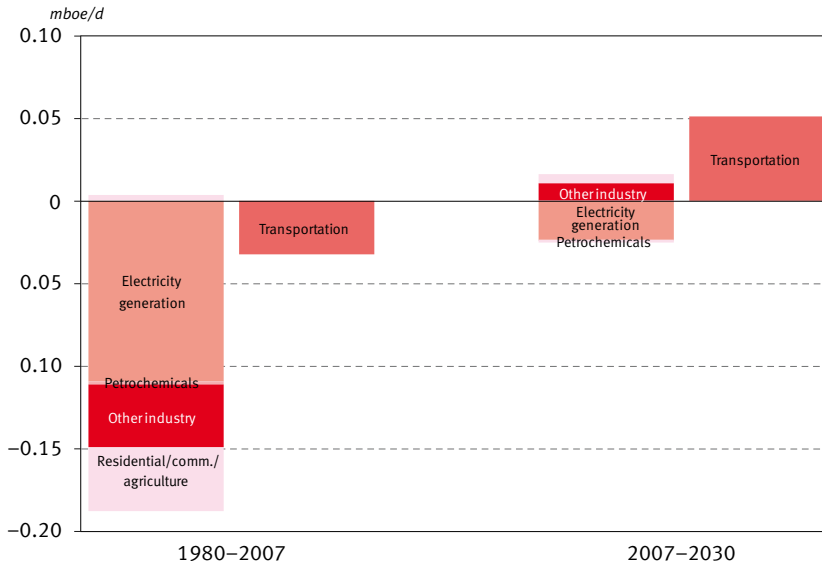 mboe/d
0.10
0.05
0
0.05
0.10
−0.15
−0.20
Electricity
generation
Petrochemicals
Other industry
Residential/comm./
agriculture
Transportation
Other industry
Electricity
generation
Petrochemicals
Transportation
1980–2007
2007–2030